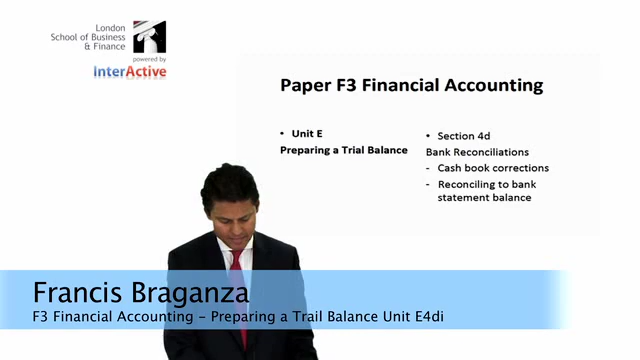 London
School of Business
& Finance
powered by
InterActive
Paper F3 Financial Accounting
• Unit E
Preparing a Trial Balance
• Section 4d
Bank Reconciliations
- Cash book corrections
- Reconciling to bank
statement balance
Francis Braganza
F3 Financial Accounting - Preparing a Trail Balance Unit E4di